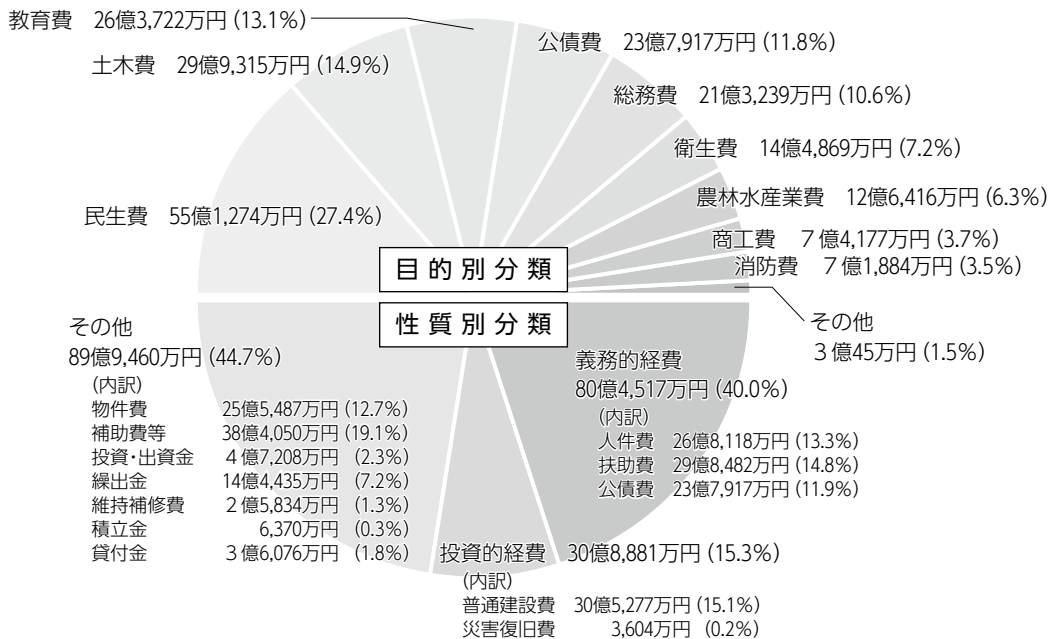 教育費　26億3,722万円 (13.1%)
土木費　29億9,315万円 (14.9%)
民生費　55億1,274万円 (27.4%)
公債費　23億7,917万円 (11.8%)
総務費　21億3,239万円 (10.6%)
衛生費　14億4,869万円 (7.2%)
農林水産業費　12億6,416万円 (6.3%)
商工費　７億4,177万円 (3.7%)
消防費　７億1,884万円 (3.5%)
その他
３億45万円 (1.5%)
目的別分類
性質別分類
その他
89億9,460万円 (44.7%)
(内訳)
物件費　25億5,487万円 (12.7%)
補助費等　38億4,050万円 (19.1%)
投資・出資金　４億7,208万円 (2.3%)
繰出金　14億4,435万円 (7.2%)
維持補修費　２億5,834万円 (1.3%)
積立金　6,370万円 (0.3%)
貸付金　３億6,076万円 (1.8%)
義務的経費
80億4,517万円 (40.0%)
(内訳)
人件費　26億8,118万円 (13.3%)
扶助費　29億8,482万円 (14.8%)
公債費　23億7,917万円 (11.9%)
投資的経費　30億8,881万円 (15.3%)
(内訳)
普通建設費　30億5,277万円 (15.1%)
災害復旧費　3,604万円 (0.2%)